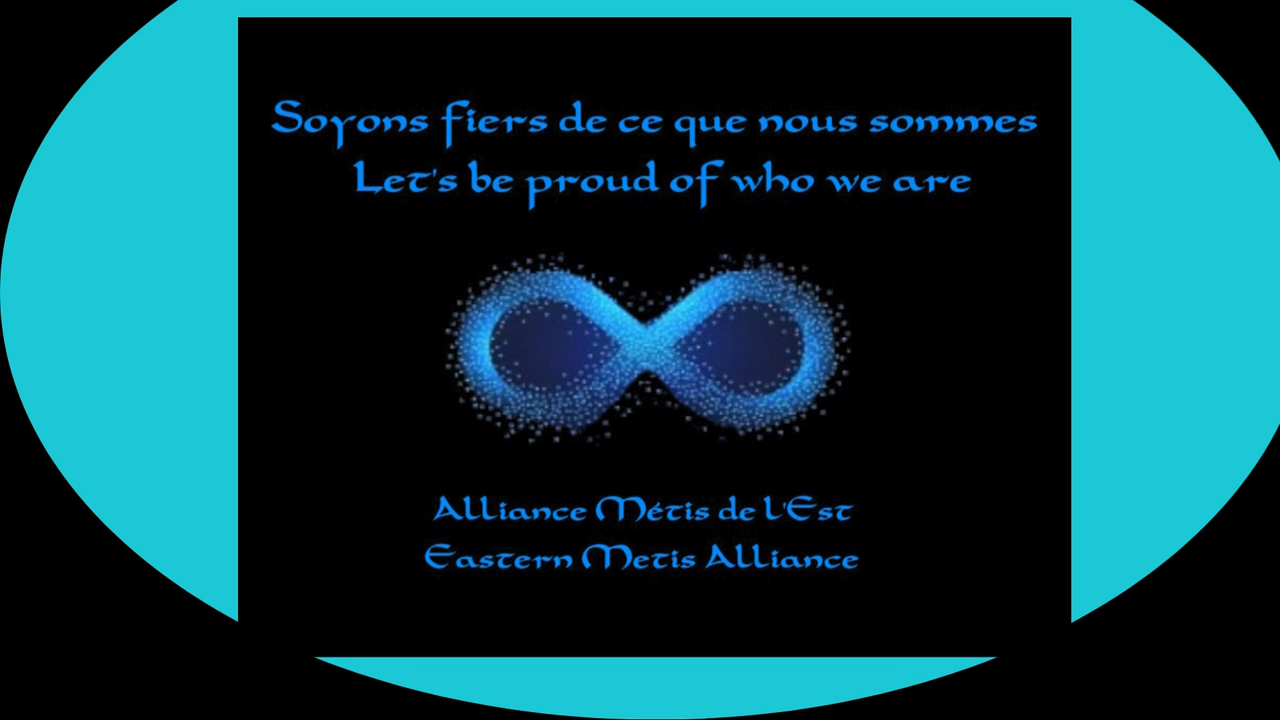 Soyons fiers de ce que nous sommes
Let's be proud of who we are
Alliance Métis de L'Est
Eastern Metis Alliance